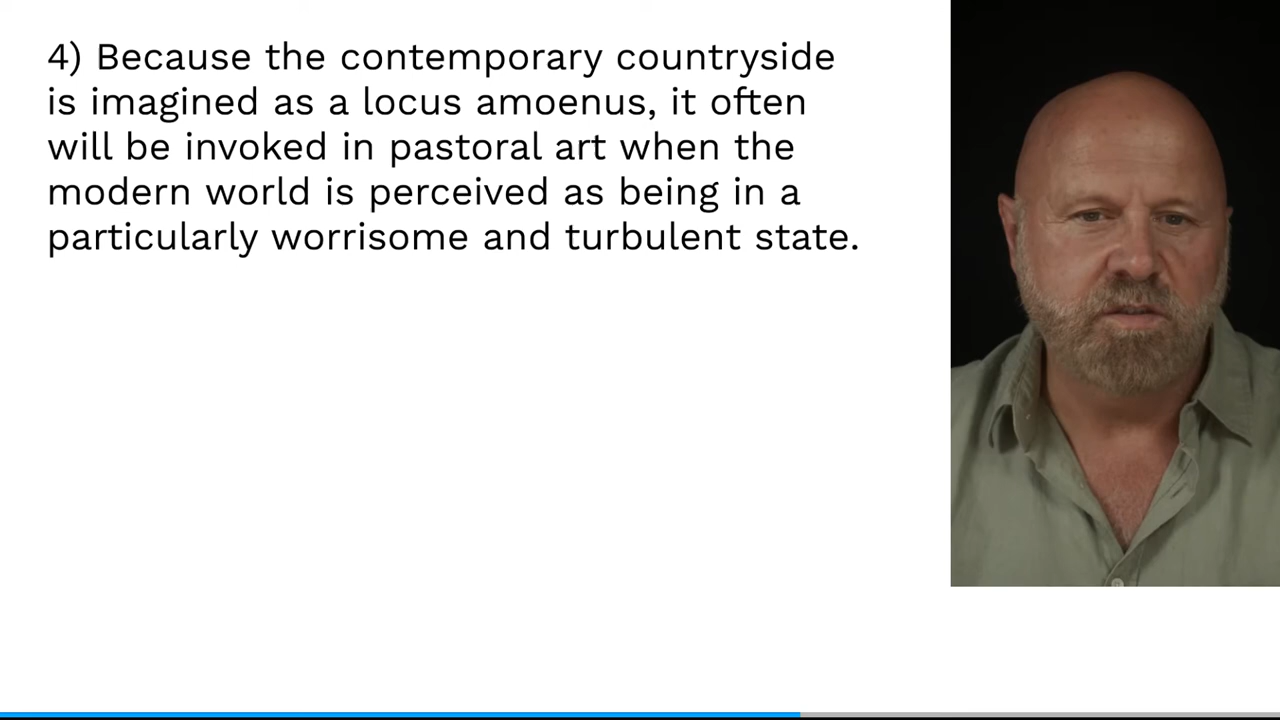 4) Because the contemporary countryside
is imagined as a locus amoenus, it often
will be invoked in pastoral art when the
modern world is perceived as being in a
particularly worrisome and turbulent state.